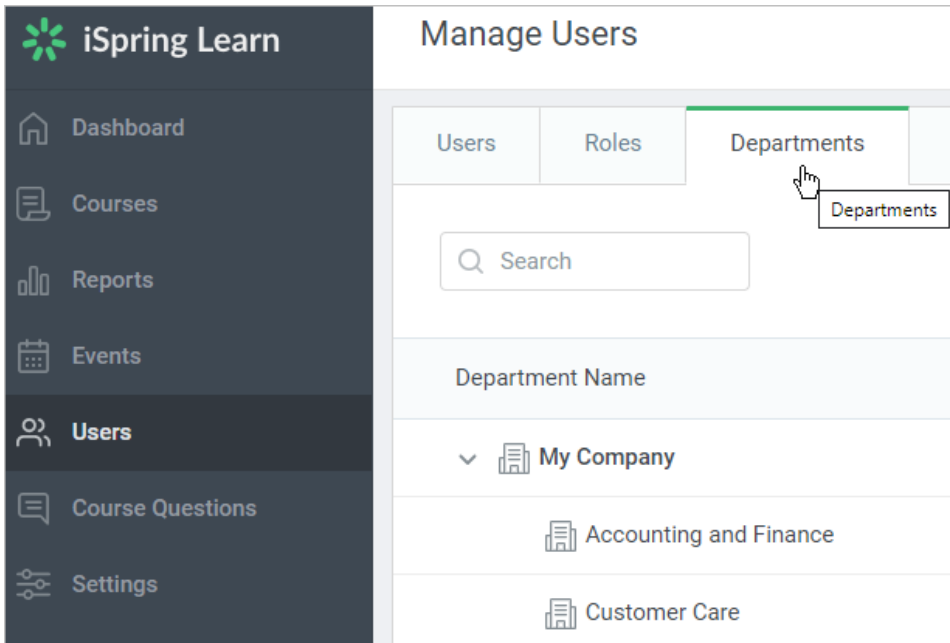 iSpring Learn
Manage Users
Dashboard
Courses
Reports
Events
Users
Course Questions
Settings
Users
Roles
Departments
Departments
Search
Department Name
My Company
Accounting and Finance
Customer Care